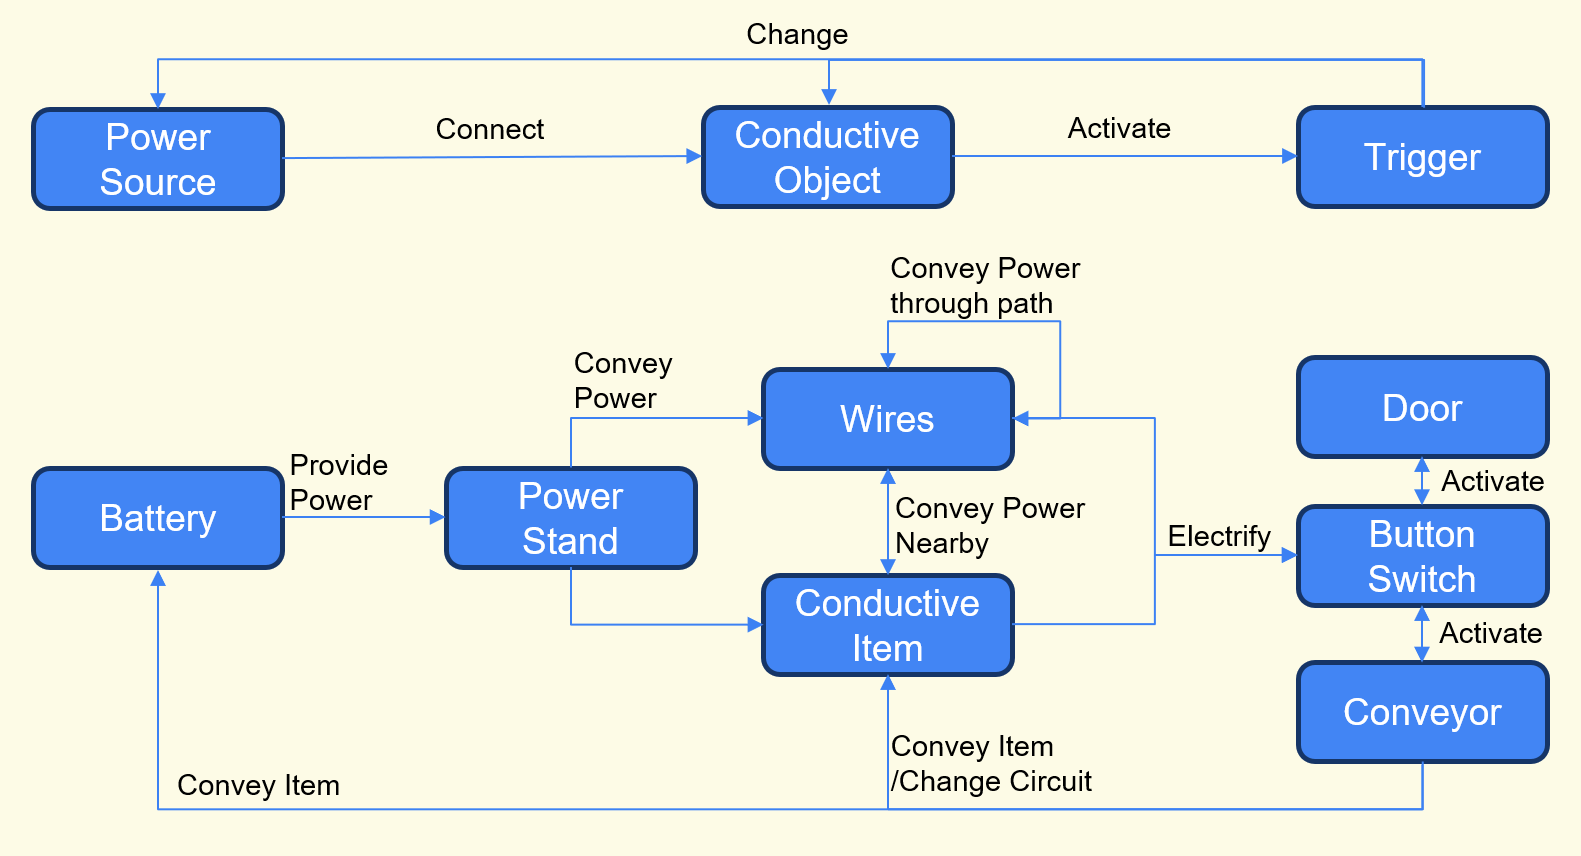 Change
Power
Source
Connect
Conductive
Object
Activate
Trigger
Convey Power
through path
Convey
Power
Wires
Door
Provide
Power
Battery
Power
Stand
Convey Power
Nearby
Activate
Electrify
Button
Switch
Conductive
Item
Activate
Conveyor
Convey Item
/Change Circuit
Convey Item